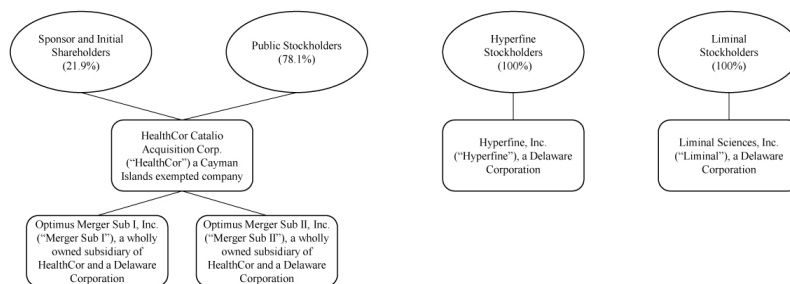 Sponsor and Initial
Shareholders
(21.9%)
Public Stockholders
(78.1%)
Hyperfine
Stockholders
(100%)
Liminal
Stockholders
(100%)
HealthCor Catalio
Acquisition Corp.
(“HealthCor”) a Cayman
Islands exempted company
Hyperfine, Inc.
(“Hyperfine”), a Delaware
Corporation
Liminal Sciences, Inc.
(“Liminal”), a Delaware
Corporation
Optimus Merger Sub I, Inc.
(“Merger Sub I”), a wholly
owned subsidiary of
HealthCor and a Delaware
Corporation
Optimus Merger Sub II, Inc.
(“Merger Sub II”), a wholly
owned subsidiary of
HealthCor and a Delaware
Corporation